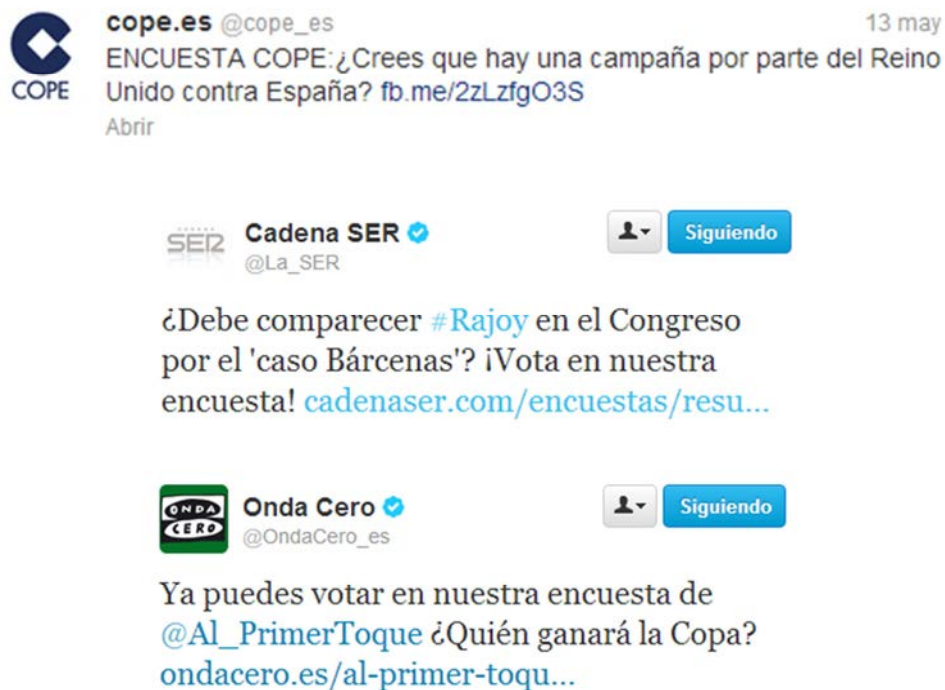 cope.es @cope_es 13 may
ENCUESTA COPE:¿Crees que hay una campaña por parte del Reino
COPE
Unido contra España? fb.me/2zLzfgO3S
Abrir
SER
Cadena SER
Siguiendo
@La_SER
¿Debe comparecer #Rajoy en el Congreso
por el 'caso Bárcenas'? ¡Vota en nuestra
encuesta! cadenaser.com/encuestas/resu...
ONDA
CERO
Onda Cero
Siguiendo
@OndaCero_es
Ya puedes votar en nuestra encuesta de
@Al_PrimerToque ¿Quién ganará la Copa?
ondacero.es/al-primer-toqu...